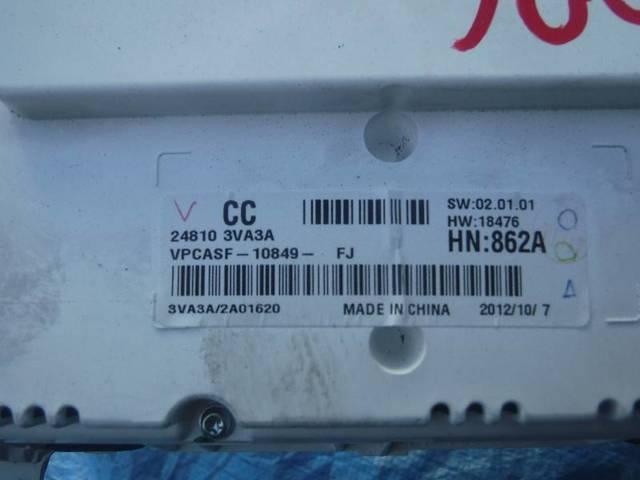 V CC SW:02.01.01
24810 3VA3A HW:18476
VPCASF-10849- FJ HN:862A
3VA3A/2A01620 MADE IN CHINA 2012/10/ 7